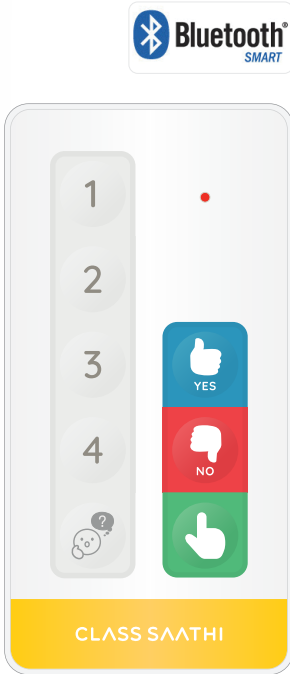 Bluetooth®
SMART
1
2
3
4
?
YES
NO
CLASS SAATHI